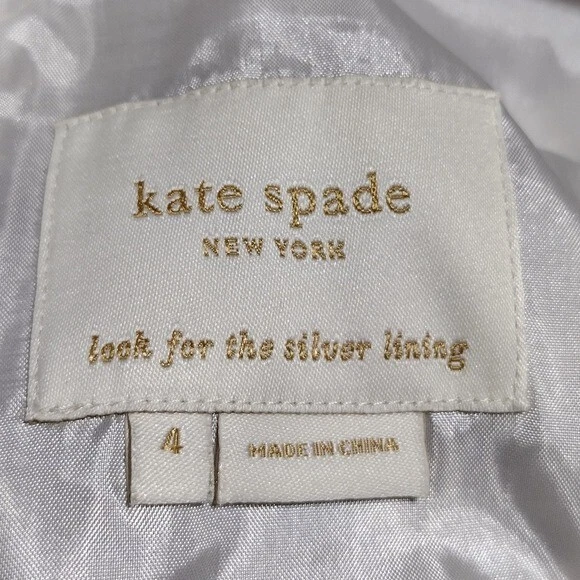 kate spade
NEW YORK
look for the silver lining
4
MADE IN CHINA